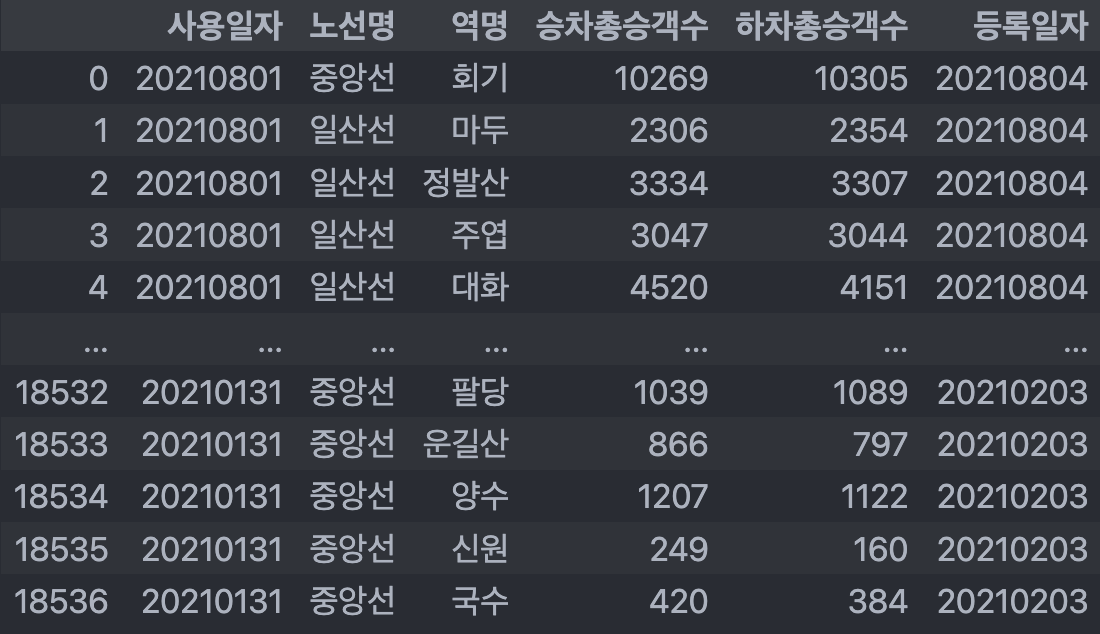 사용일자 노선명 역명 승차총승객수 하차총승객수 등록일자
0 20210801 중앙선 회기 10269 10305 20210804
1 20210801 일산선 마두 2306 2354 20210804
2 20210801 일산선 정발산 3334 3307 20210804
3 20210801 일산선 주엽 3047 3044 20210804
4 20210801 일산선 대화 4520 4151 20210804
... ... ... ... ... ... ...
18532 20210131 중앙선 팔당 1039 1089 20210203
18533 20210131 중앙선 운길산 866 797 20210203
18534 20210131 중앙선 양수 1207 1122 20210203
18535 20210131 중앙선 신원 249 160 20210203
18536 20210131 중앙선 국수 420 384 20210203